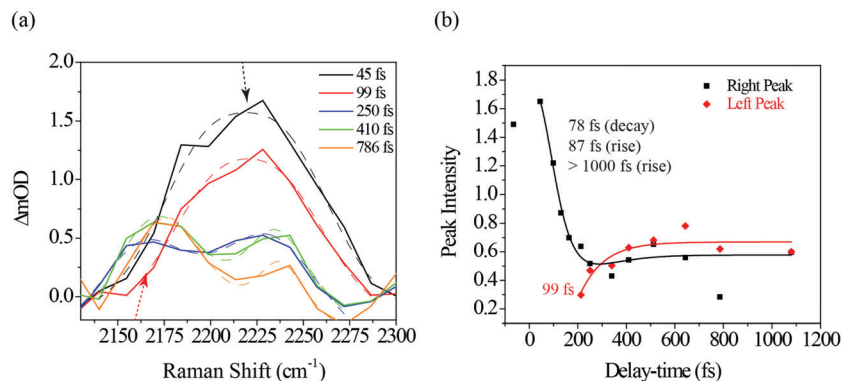 (a)
2.0
1.5
1.0
0.5
0.0
ΔmOD
2150 2175 2200 2225 2250 2275 2300
Raman Shift (cm⁻¹)
45 fs
99 fs
250 fs
410 fs
786 fs
(b)
1.8
1.6
1.4
1.2
1.0
0.8
0.6
0.4
0.2
Peak Intensity
0 200 400 600 800 1000 1200
Delay-time (fs)
Right Peak
Left Peak
78 fs (decay)
87 fs (rise)
> 1000 fs (rise)
99 fs